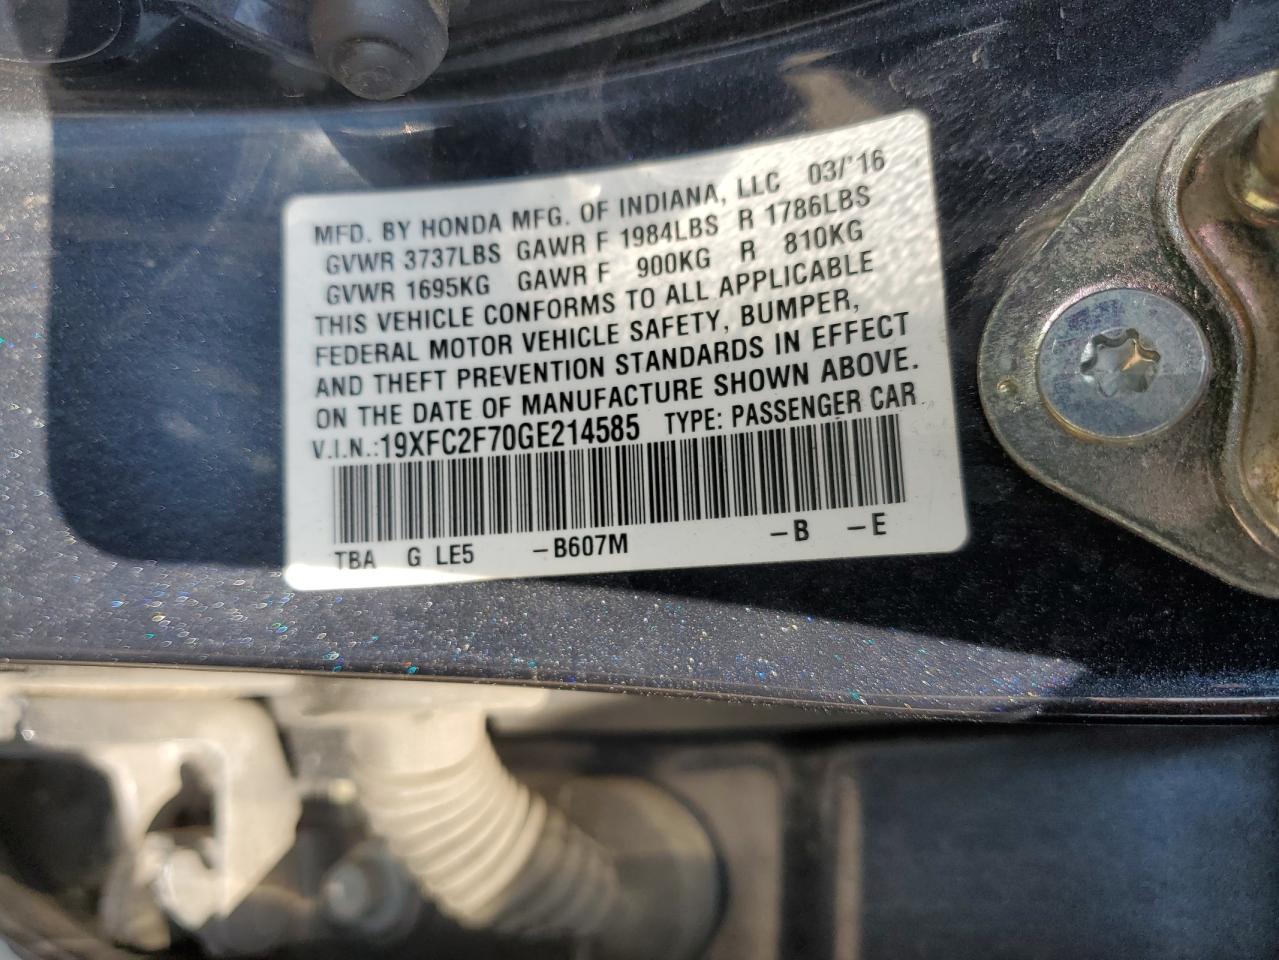 MFD. BY HONDA MFG. OF INDIANA, LLC 03/'16
GVWR 3737LBS GAWR F 1984LBS R 1786LBS
GVWR 1695KG GAWR F 900KG R 810KG
THIS VEHICLE CONFORMS TO ALL APPLICABLE
FEDERAL MOTOR VEHICLE SAFETY, BUMPER,
AND THEFT PREVENTION STANDARDS IN EFFECT
ON THE DATE OF MANUFACTURE SHOWN ABOVE.
V.I.N.:19XFC2F70GE214585 TYPE: PASSENGER CAR
TBA G LE5 -B607M -B -E